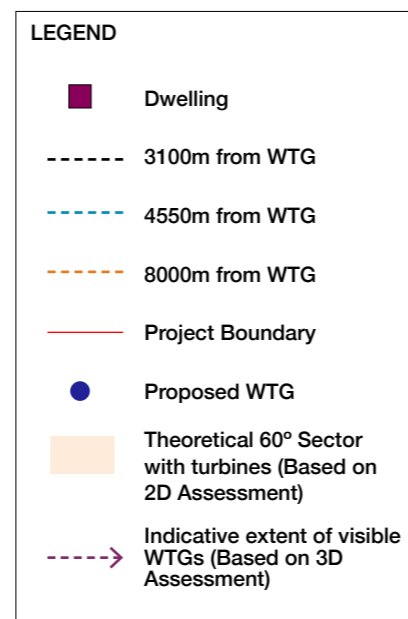 LEGEND
Dwelling
3100m from WTG
4550m from WTG
8000m from WTG
Project Boundary
Proposed WTG
Theoretical 60º Sector
with turbines (Based on
2D Assessment)
Indicative extent of visible
WTGs (Based on 3D
Assessment)